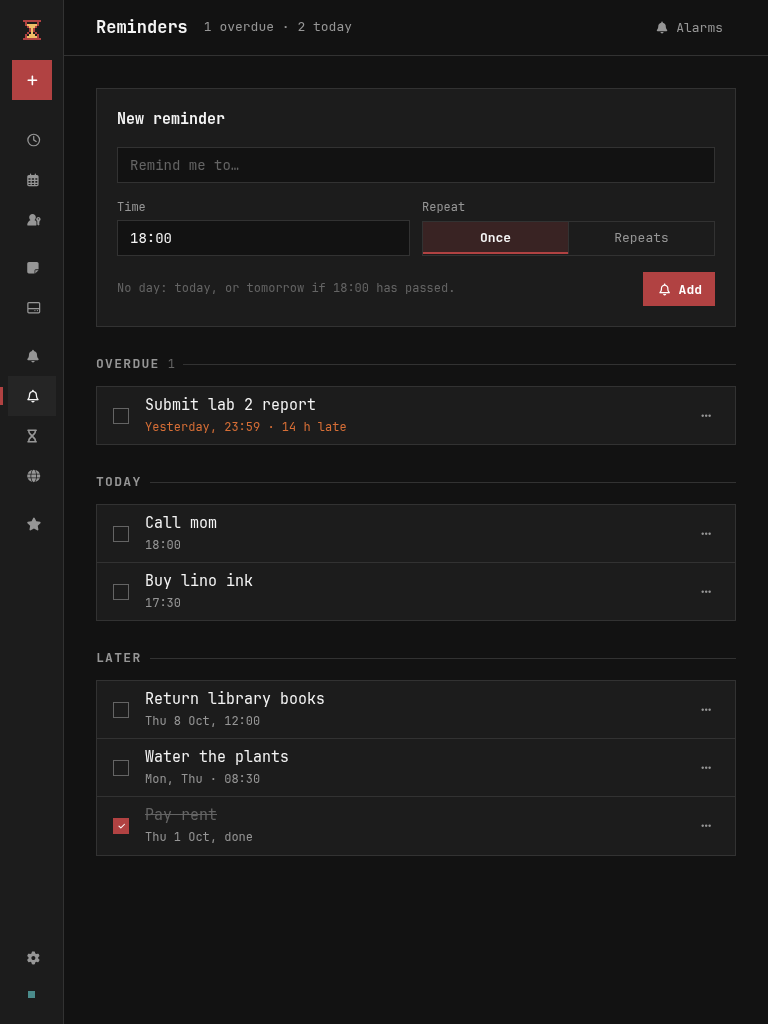 Reminders 1 overdue · 2 today
Alarms
New reminder
Remind me to…
Time
Repeat
18:00
Once
Repeats
No day: today, or tomorrow if 18:00 has passed.
Add
OVERDUE 1
Submit lab 2 report
Yesterday, 23:59 · 14 h late
TODAY
Call mom
18:00
Buy lino ink
17:30
LATER
Return library books
Thu 8 Oct, 12:00
Water the plants
Mon, Thu · 08:30
Pay rent
Thu 1 Oct, done